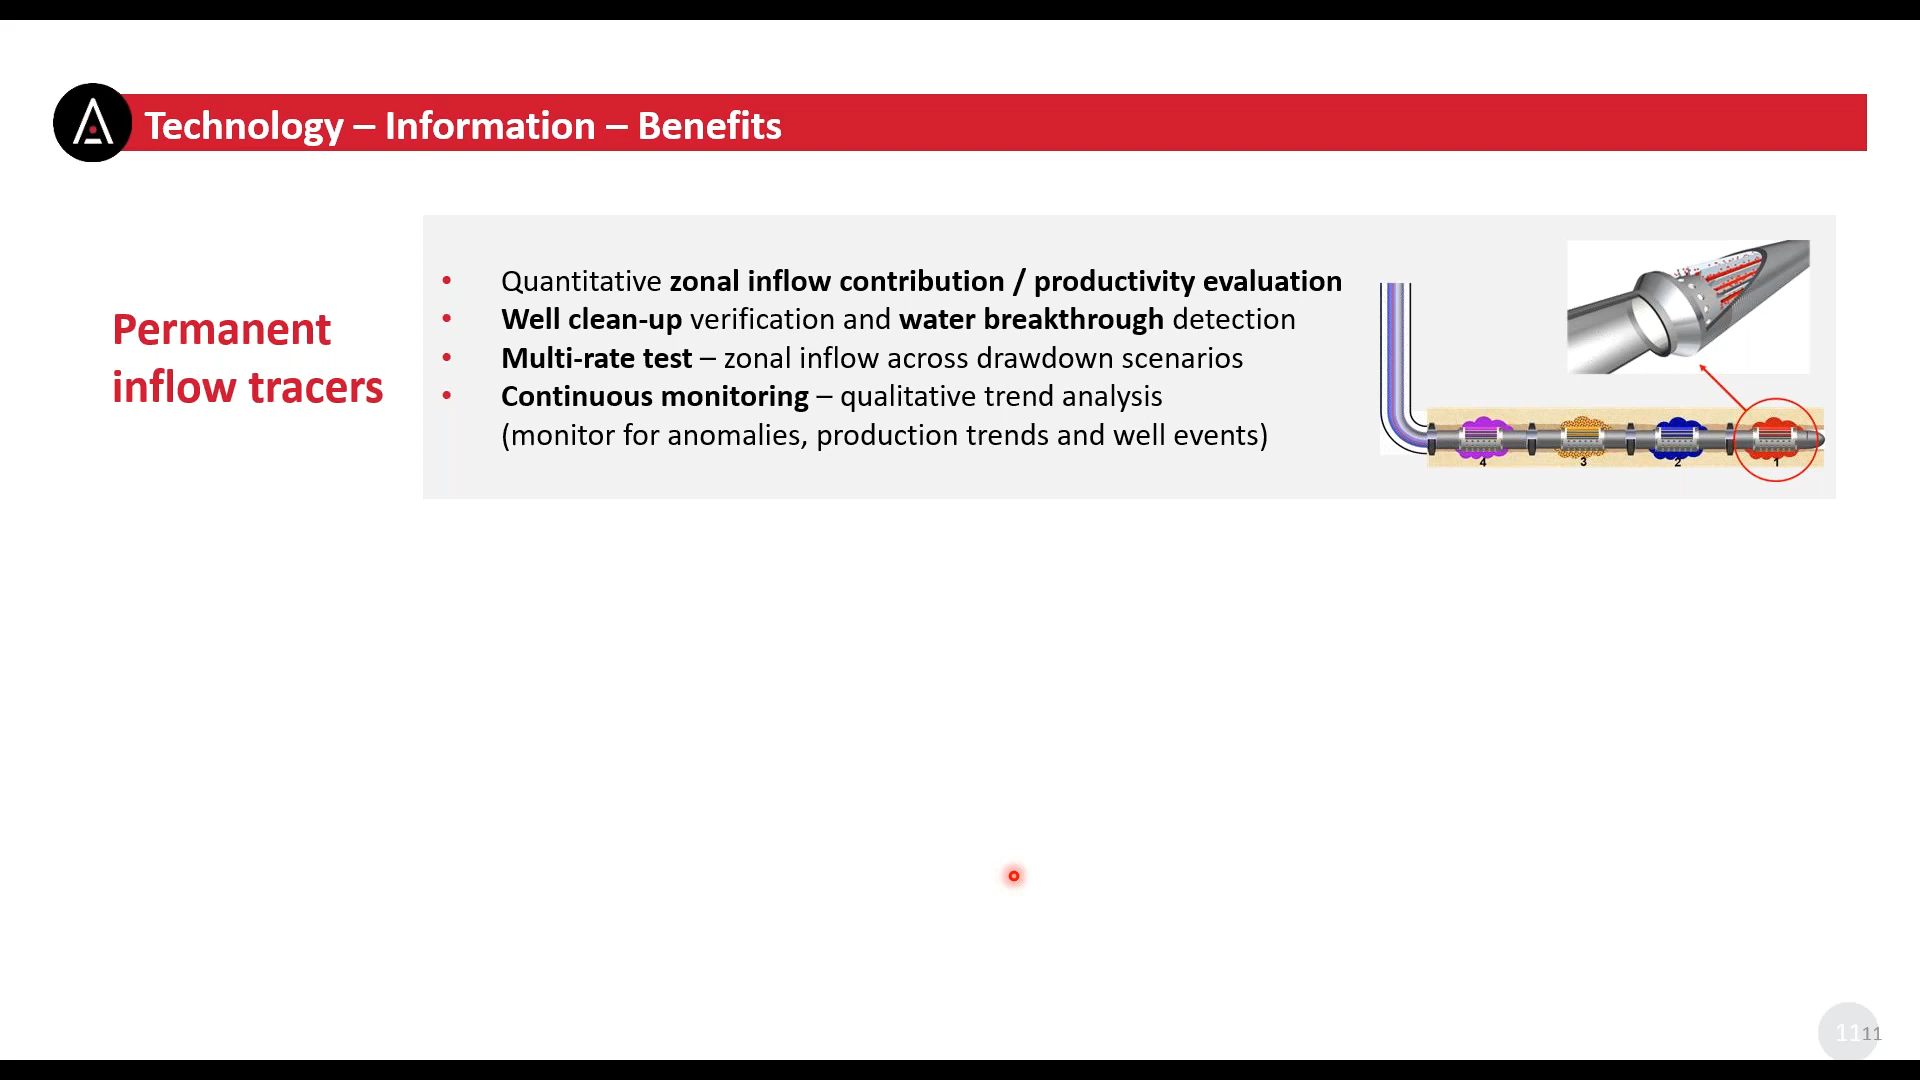 Technology – Information – Benefits
Permanent
inflow tracers
• Quantitative zonal inflow contribution / productivity evaluation
• Well clean-up verification and water breakthrough detection
• Multi-rate test – zonal inflow across drawdown scenarios
• Continuous monitoring – qualitative trend analysis
(monitor for anomalies, production trends and well events)
4 3 2 1
11 11